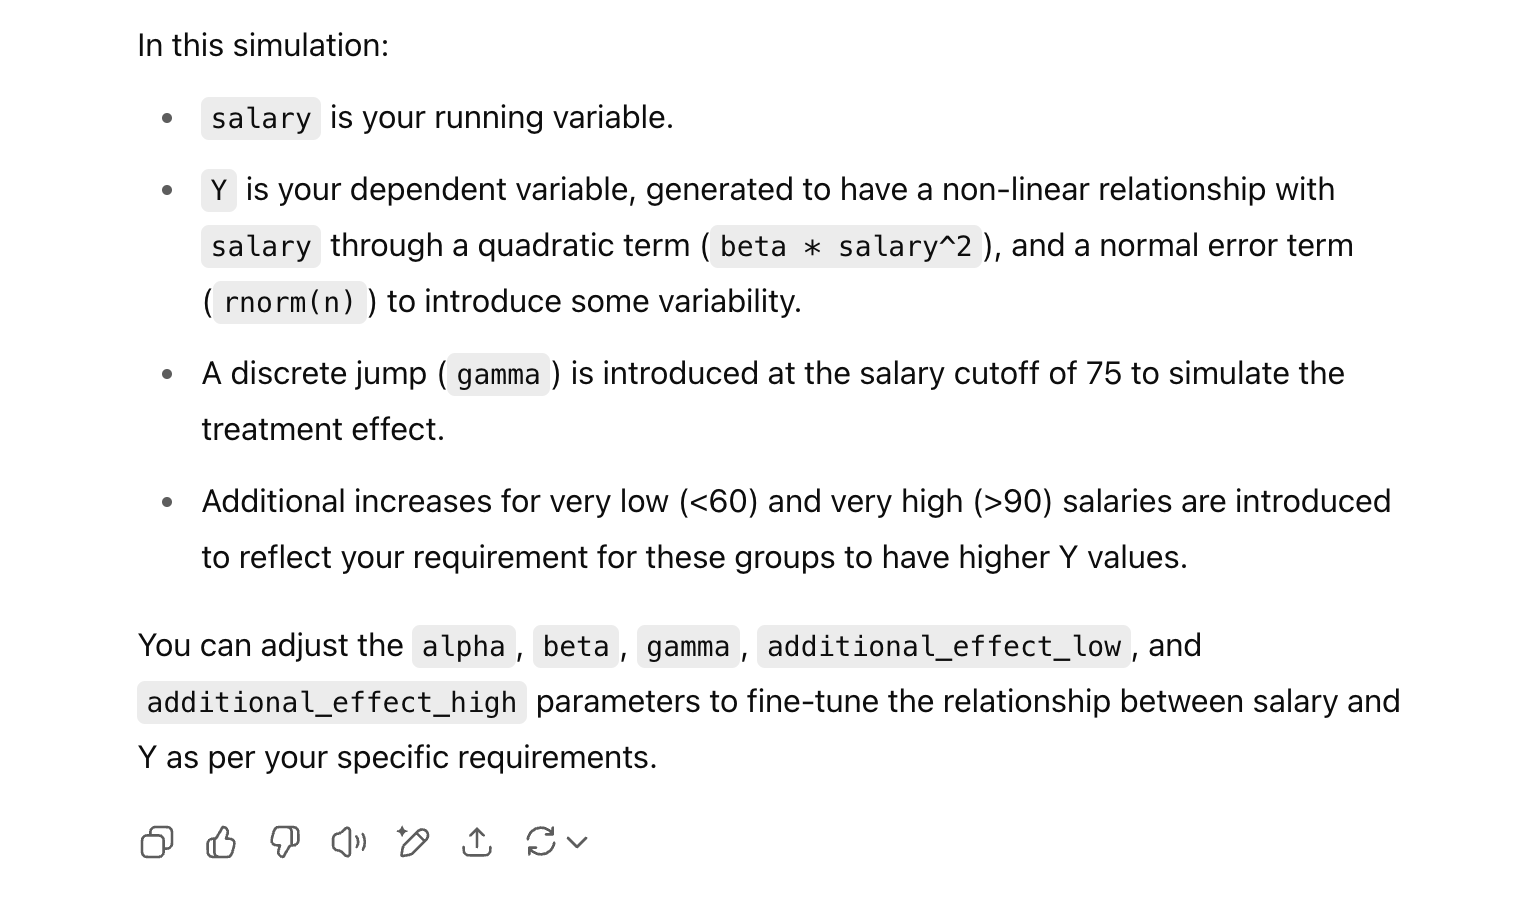 In this simulation:
• salary is your running variable.
• Y is your dependent variable, generated to have a non-linear relationship with
salary through a quadratic term (beta * salary^2), and a normal error term
(rnorm(n)) to introduce some variability.
• A discrete jump (gamma) is introduced at the salary cutoff of 75 to simulate the
treatment effect.
• Additional increases for very low (<60) and very high (>90) salaries are introduced
to reflect your requirement for these groups to have higher Y values.
You can adjust the alpha, beta, gamma, additional_effect_low, and
additional_effect_high parameters to fine-tune the relationship between salary and
Y as per your specific requirements.